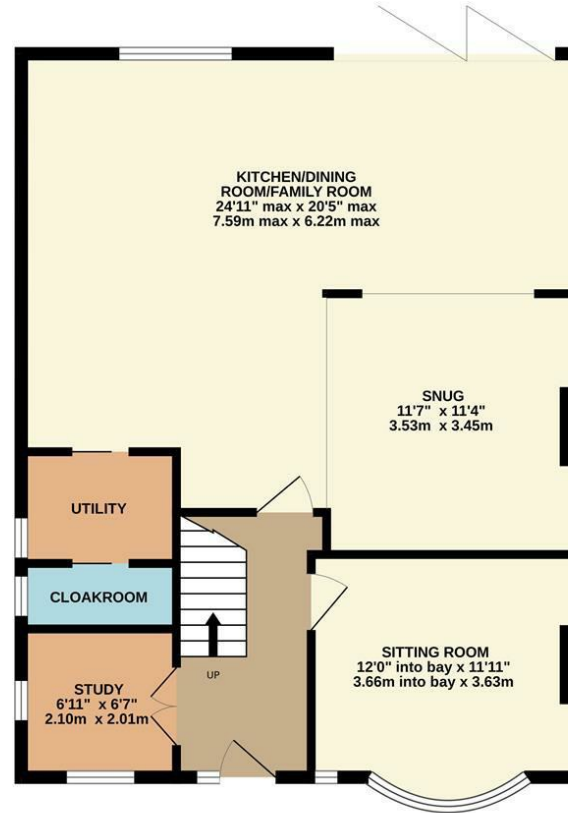 KITCHEN/DINING
ROOM/FAMILY ROOM
24'11" max x 20'5" max
7.59m max x 6.22m max
SNUG
11'7" x 11'4"
3.53m x 3.45m
UTILITY
CLOAKROOM
STUDY
6'11" x 6'7"
2.10m x 2.01m
UP
SITTING ROOM
12'0" into bay x 11'11"
3.66m into bay x 3.63m